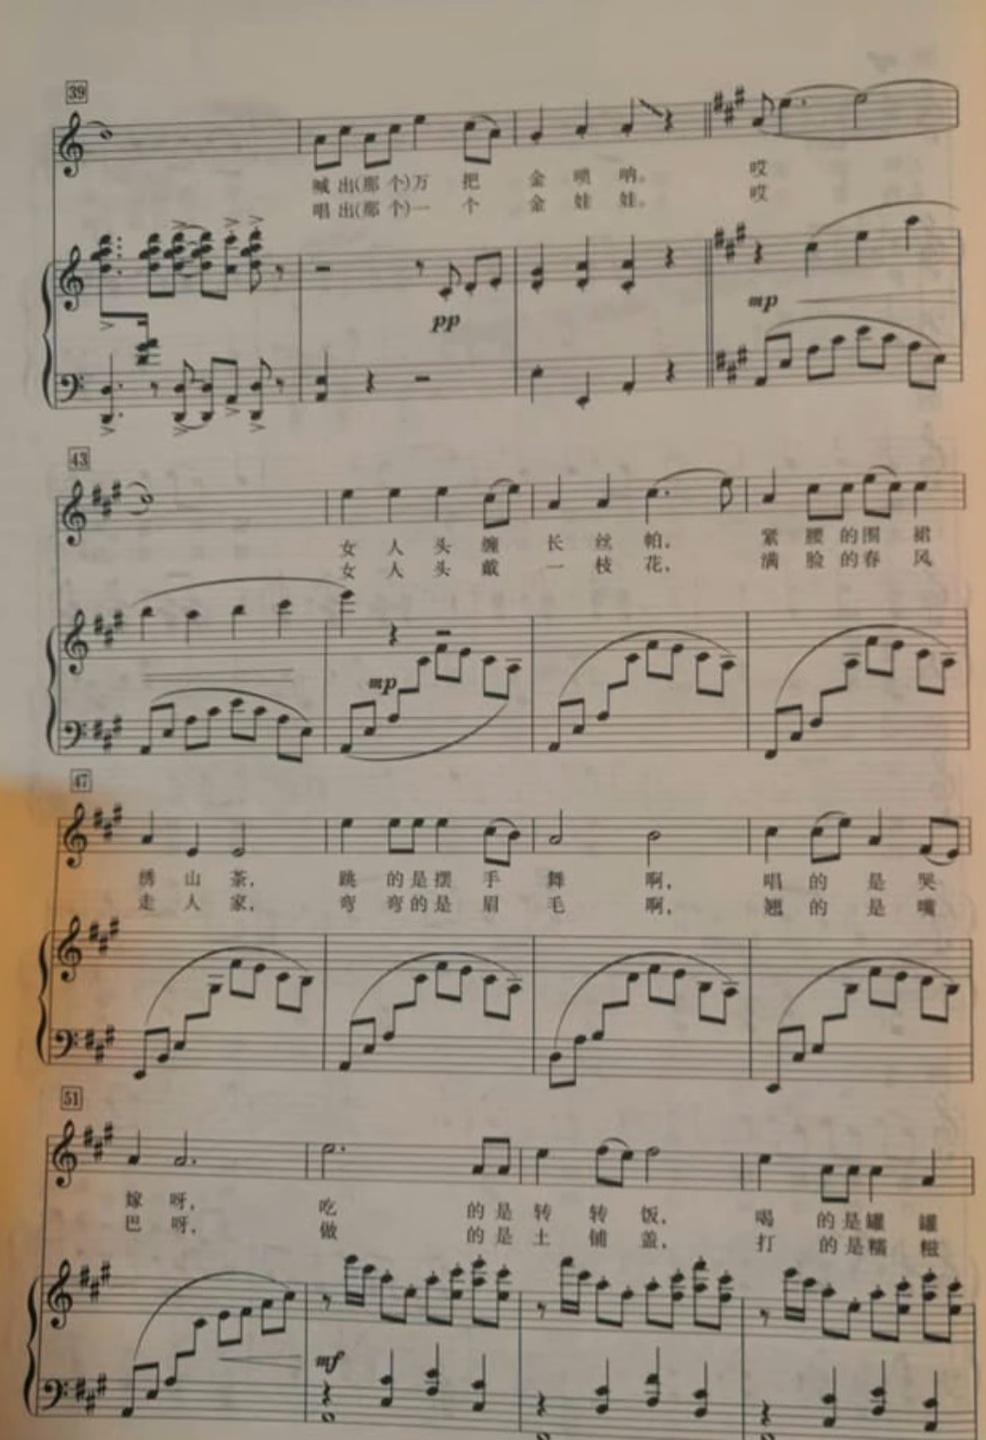 39
喊 出(那 个)万 把 金 唢 呐。 哎
唱 出(那 个)一 个 金 娃 娃。 哎
pp
mp
43
女 人 头 缠 长 丝 帕， 紧 腰 的 围 裙
女 人 头 戴 一 枝 花， 满 脸 的 春 风
mp
47
绣 山 茶， 跳 的 是 摆 手 舞 啊， 唱 的 是 哭
走 人 家， 弯 弯 的 是 眉 毛 啊， 翘 的 是 嘴
51
嫁 呀， 吃 的 是 转 转 饭， 喝 的 是 罐 罐
巴 呀， 做 的 是 土 铺 盖， 打 的 是 糯 糍
mf